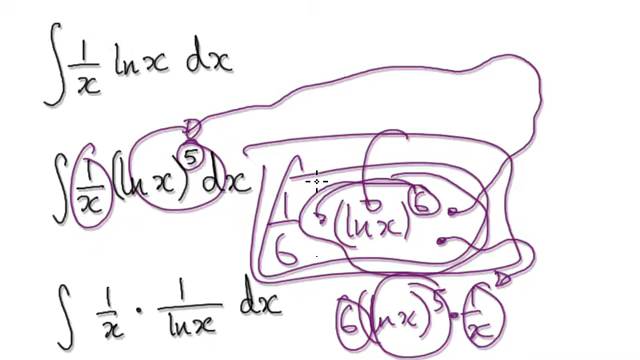 ∫ 1/x ln x dx
∫ 1/x (ln x)^5 dx
1/6 (ln x)^6
∫ 1/x · 1/ln x dx
6(ln x)^5 · 1/x